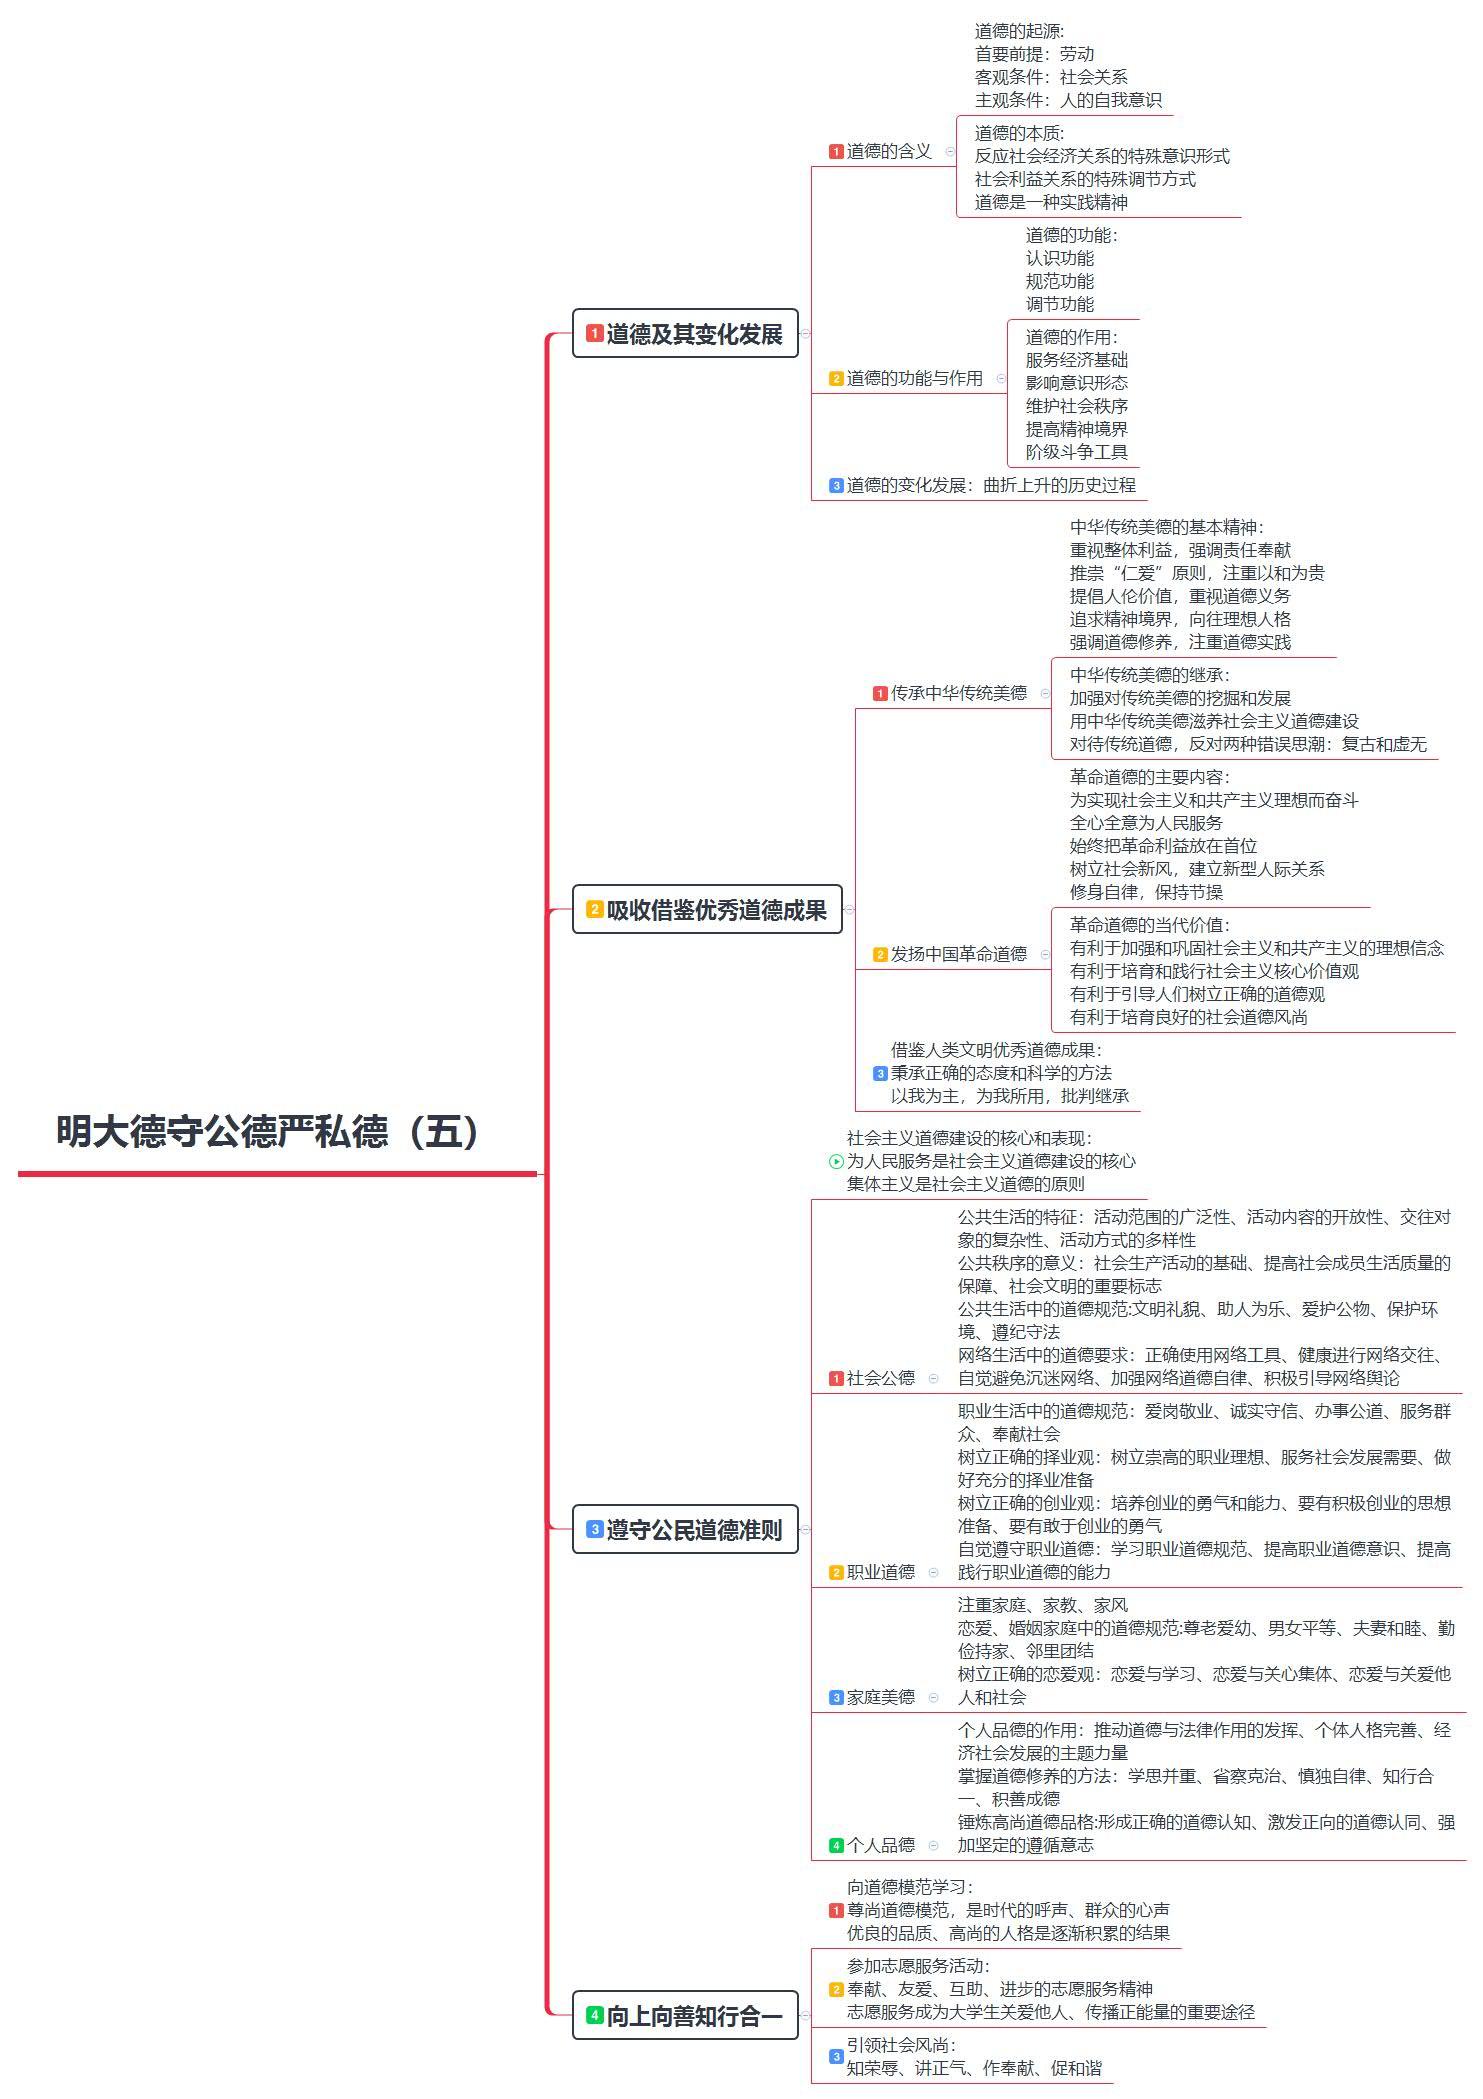 明大德守公德严私德（五）
1 道德及其变化发展
1 道德的含义
道德的起源:
首要前提：劳动
客观条件：社会关系
主观条件：人的自我意识
道德的本质:
反应社会经济关系的特殊意识形式
社会利益关系的特殊调节方式
道德是一种实践精神
2 道德的功能与作用
道德的功能：
认识功能
规范功能
调节功能
道德的作用：
服务经济基础
影响意识形态
维护社会秩序
提高精神境界
阶级斗争工具
3 道德的变化发展：曲折上升的历史过程
2 吸收借鉴优秀道德成果
1 传承中华传统美德
中华传统美德的基本精神：
重视整体利益，强调责任奉献
推崇“仁爱”原则，注重以和为贵
提倡人伦价值，重视道德义务
追求精神境界，向往理想人格
强调道德修养，注重道德实践
中华传统美德的继承：
加强对传统美德的挖掘和发展
用中华传统美德滋养社会主义道德建设
对待传统道德，反对两种错误思潮：复古和虚无
2 发扬中国革命道德
革命道德的主要内容：
为实现社会主义和共产主义理想而奋斗
全心全意为人民服务
始终把革命利益放在首位
树立社会新风，建立新型人际关系
修身自律，保持节操
革命道德的当代价值：
有利于加强和巩固社会主义和共产主义的理想信念
有利于培育和践行社会主义核心价值观
有利于引导人们树立正确的道德观
有利于培育良好的社会道德风尚
借鉴人类文明优秀道德成果：
3 秉承正确的态度和科学的方法
以我为主，为我所用，批判继承
3 遵守公民道德准则
社会主义道德建设的核心和表现：
为人民服务是社会主义道德建设的核心
集体主义是社会主义道德的原则
1 社会公德
公共生活的特征：活动范围的广泛性、活动内容的开放性、交往对
象的复杂性、活动方式的多样性
公共秩序的意义：社会生产活动的基础、提高社会成员生活质量的
保障、社会文明的重要标志
公共生活中的道德规范:文明礼貌、助人为乐、爱护公物、保护环
境、遵纪守法
网络生活中的道德要求：正确使用网络工具、健康进行网络交往、
自觉避免沉迷网络、加强网络道德自律、积极引导网络舆论
2 职业道德
职业生活中的道德规范：爱岗敬业、诚实守信、办事公道、服务群
众、奉献社会
树立正确的择业观：树立崇高的职业理想、服务社会发展需要、做
好充分的择业准备
树立正确的创业观：培养创业的勇气和能力、要有积极创业的思想
准备、要有敢于创业的勇气
自觉遵守职业道德：学习职业道德规范、提高职业道德意识、提高
践行职业道德的能力
3 家庭美德
注重家庭、家教、家风
恋爱、婚姻家庭中的道德规范:尊老爱幼、男女平等、夫妻和睦、勤
俭持家、邻里团结
树立正确的恋爱观：恋爱与学习、恋爱与关心集体、恋爱与关爱他
人和社会
4 个人品德
个人品德的作用：推动道德与法律作用的发挥、个体人格完善、经
济社会发展的主题力量
掌握道德修养的方法：学思并重、省察克治、慎独自律、知行合
一、积善成德
锤炼高尚道德品格:形成正确的道德认知、激发正向的道德认同、强
加坚定的遵循意志
4 向上向善知行合一
向道德模范学习：
1 尊尚道德模范，是时代的呼声、群众的心声
优良的品质、高尚的人格是逐渐积累的结果
参加志愿服务活动：
2 奉献、友爱、互助、进步的志愿服务精神
志愿服务成为大学生关爱他人、传播正能量的重要途径
3 引领社会风尚：
知荣辱、讲正气、作奉献、促和谐